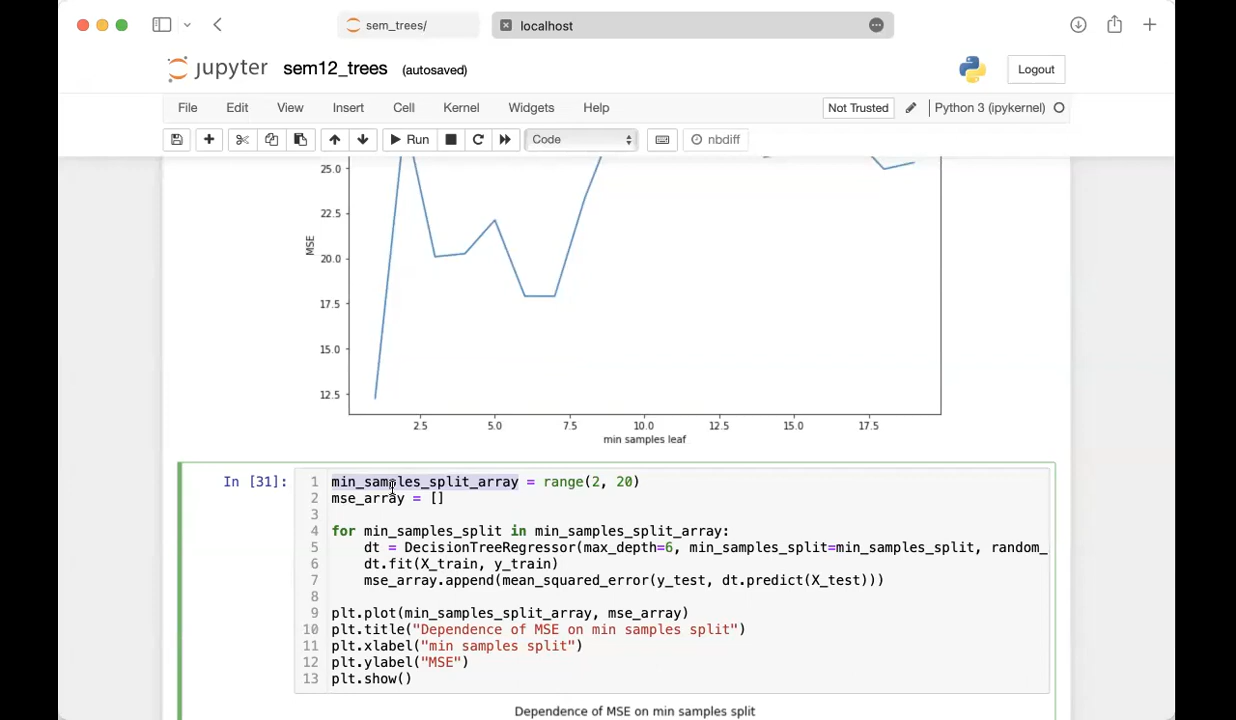 sem_trees/
localhost
jupyter sem12_trees (autosaved)
Logout
File Edit View Insert Cell Kernel Widgets Help
Not Trusted
Python 3 (ipykernel)
Run
Code
nbdiff
25.0
22.5
20.0
17.5
15.0
12.5
MSE
2.5 5.0 7.5 10.0 12.5 15.0 17.5
min samples leaf
In [31]:
1 min_samples_split_array = range(2, 20)
2 mse_array = []
3
4 for min_samples_split in min_samples_split_array:
5     dt = DecisionTreeRegressor(max_depth=6, min_samples_split=min_samples_split, random_
6     dt.fit(X_train, y_train)
7     mse_array.append(mean_squared_error(y_test, dt.predict(X_test)))
8
9 plt.plot(min_samples_split_array, mse_array)
10 plt.title("Dependence of MSE on min samples split")
11 plt.xlabel("min samples split")
12 plt.ylabel("MSE")
13 plt.show()
Dependence of MSE on min samples split